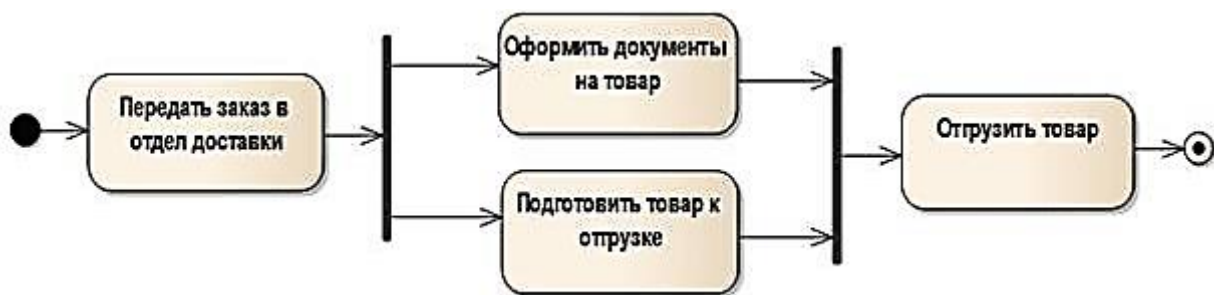 Передать заказ в
отдел доставки
Оформить документы
на товар
Подготовить товар к
отгрузке
Отгрузить товар